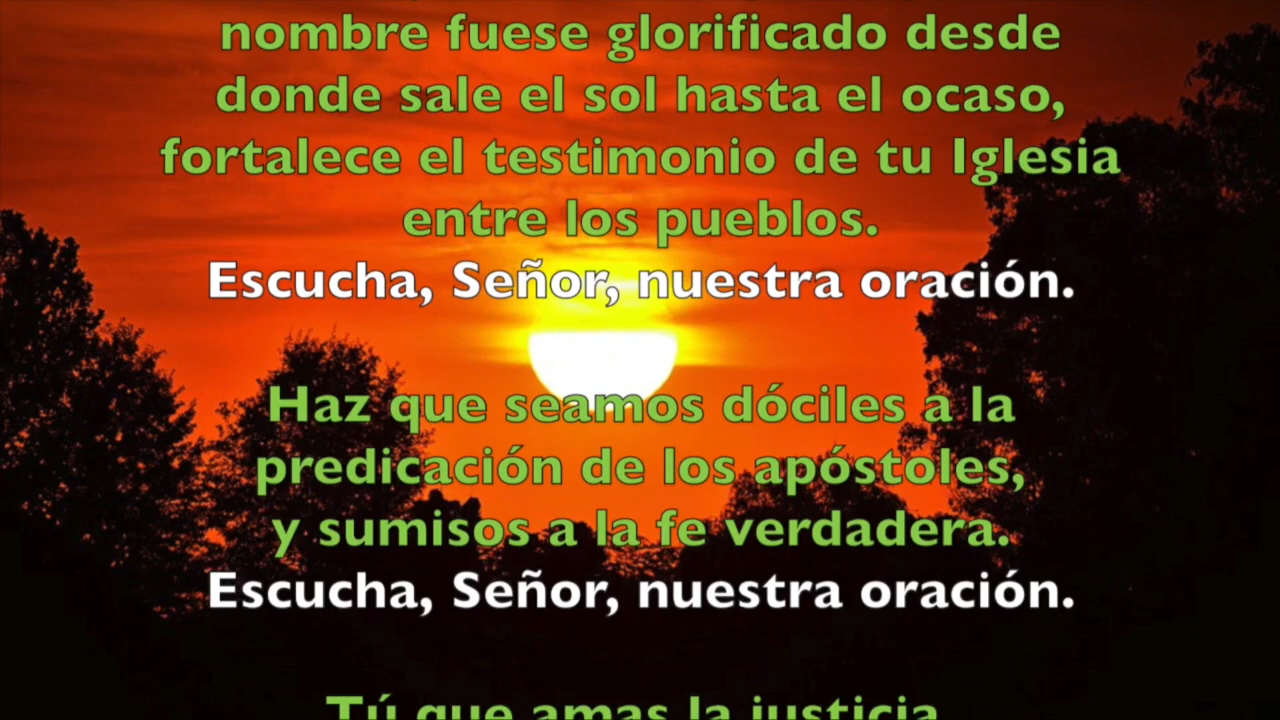 nombre fuese glorificado desde
donde sale el sol hasta el ocaso,
fortalece el testimonio de tu Iglesia
entre los pueblos.
Escucha, Señor, nuestra oración.
Haz que seamos dóciles a la
predicación de los apóstoles,
y sumisos a la fe verdadera.
Escucha, Señor, nuestra oración.
Tú que amas la justicia